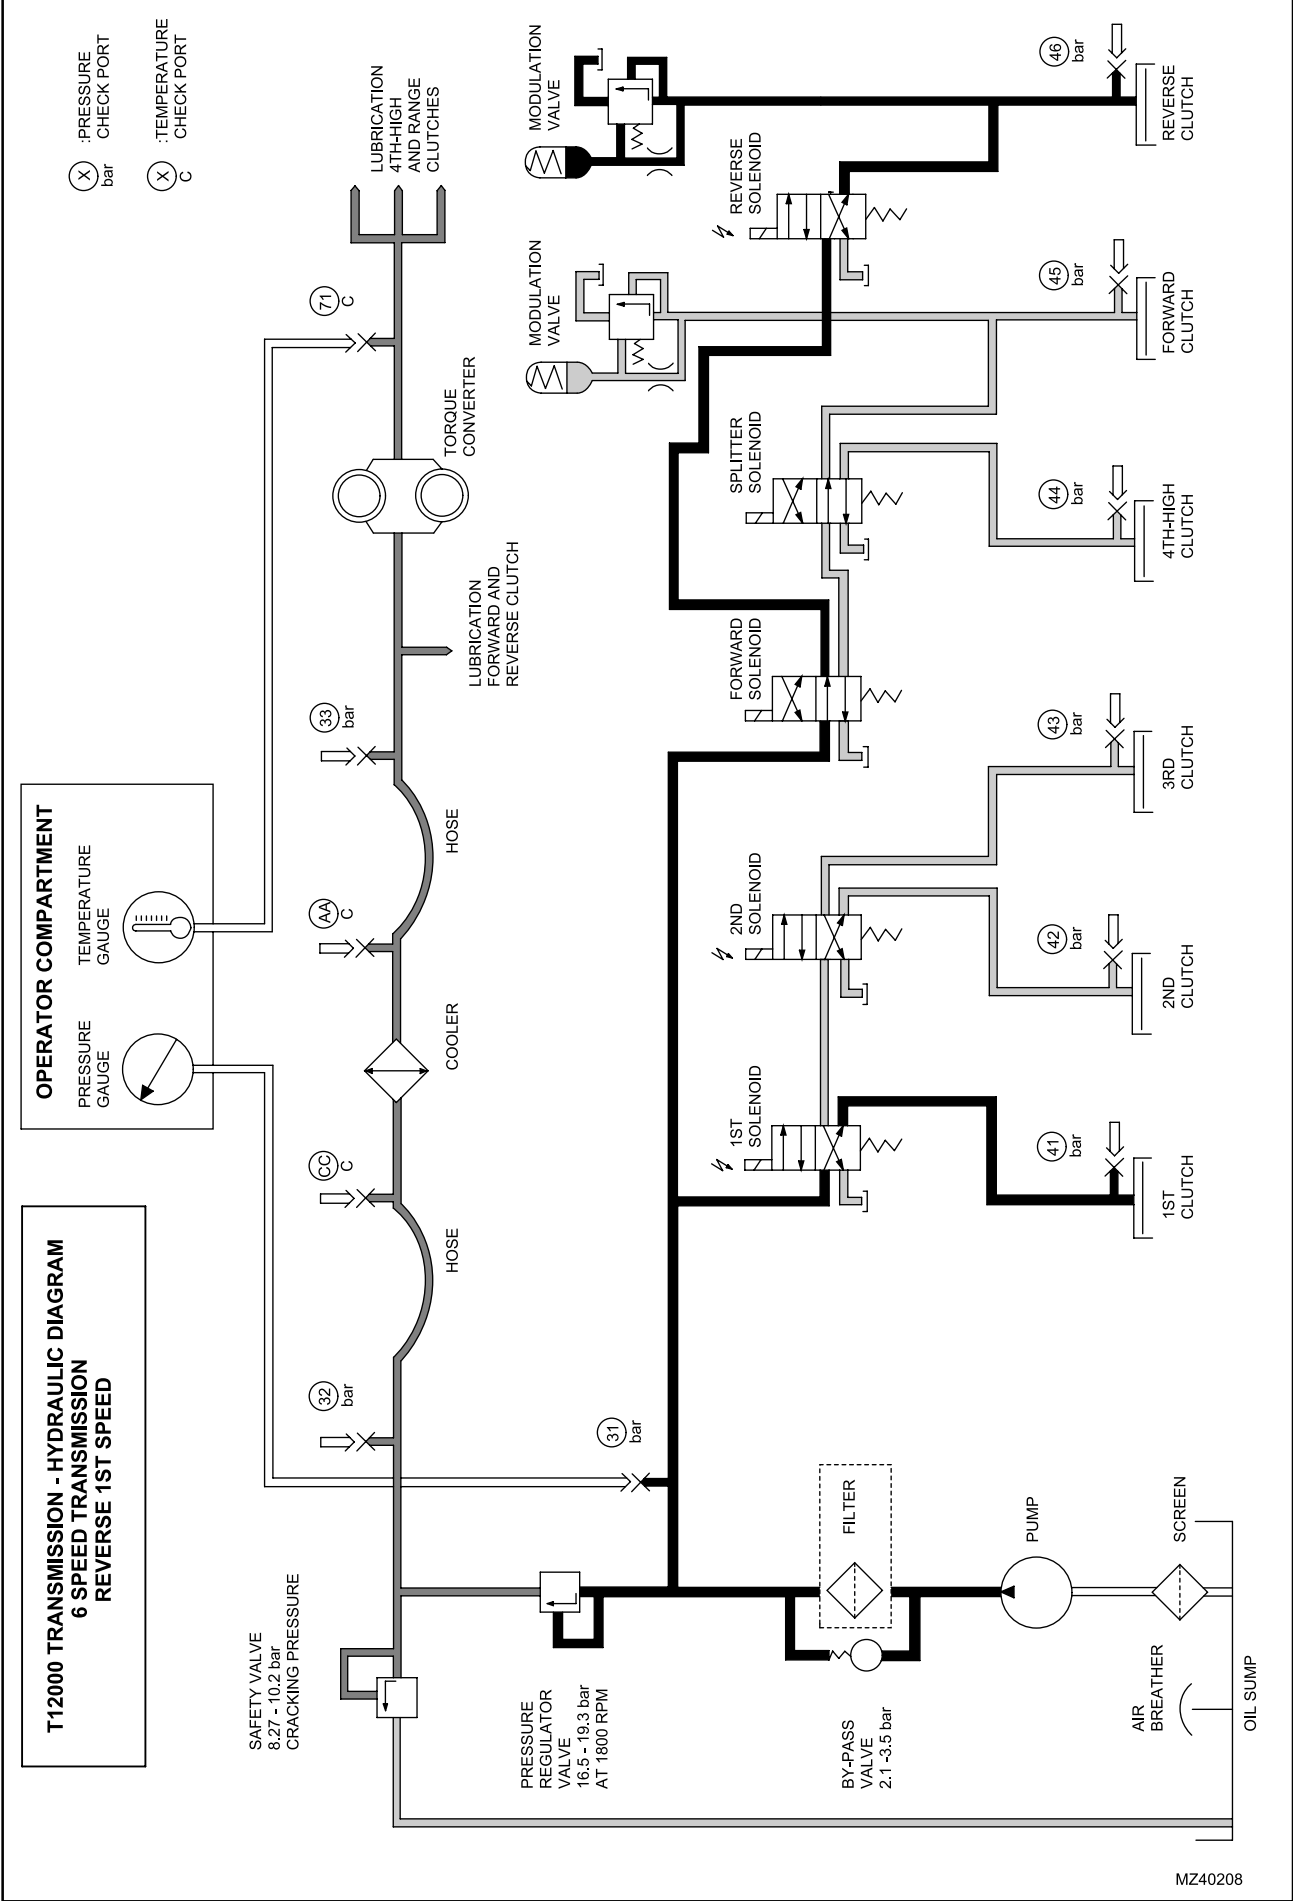 T12000 TRANSMISSION - HYDRAULIC DIAGRAM
6 SPEED TRANSMISSION
REVERSE 1ST SPEED
OPERATOR COMPARTMENT
PRESSURE
GAUGE
TEMPERATURE
GAUGE
X
bar
:PRESSURE
CHECK PORT
X
C
:TEMPERATURE
CHECK PORT
SAFETY VALVE
8.27 - 10.2 bar
CRACKING PRESSURE
32
bar
HOSE
CC
C
COOLER
AA
C
HOSE
33
bar
LUBRICATION
FORWARD AND
REVERSE CLUTCH
TORQUE
CONVERTER
71
C
LUBRICATION
4TH-HIGH
AND RANGE
CLUTCHES
PRESSURE
REGULATOR
VALVE
16.5 - 19.3 bar
AT 1800 RPM
31
bar
MODULATION
VALVE
MODULATION
VALVE
1ST
SOLENOID
2ND
SOLENOID
FORWARD
SOLENOID
SPLITTER
SOLENOID
REVERSE
SOLENOID
BY-PASS
VALVE
2.1 -3.5 bar
FILTER
PUMP
SCREEN
AIR
BREATHER
OIL SUMP
41
bar
1ST
CLUTCH
42
bar
2ND
CLUTCH
43
bar
3RD
CLUTCH
44
bar
4TH-HIGH
CLUTCH
45
bar
FORWARD
CLUTCH
46
bar
REVERSE
CLUTCH
MZ40208